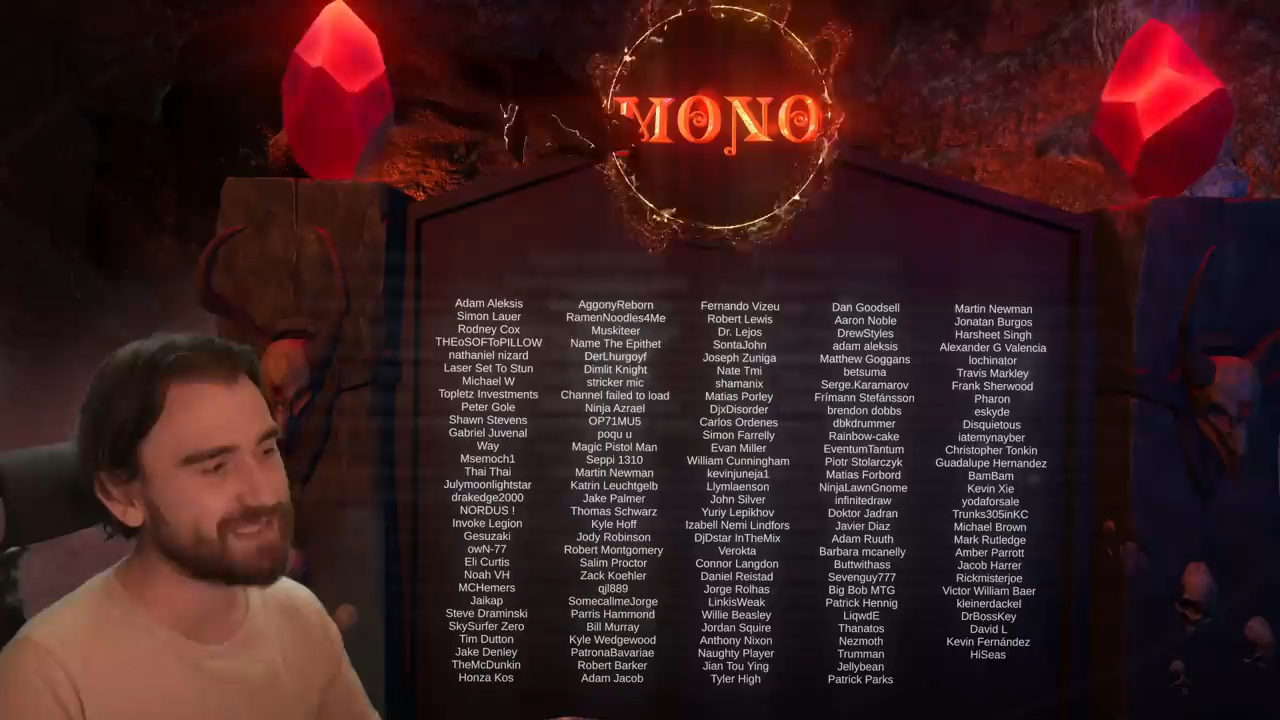 MONO
Adam Aleksis
Simon Lauer
Rodney Cox
THEoSOFToPILLOW
nathaniel nizard
Laser Set To Stun
Michael W
Topletz Investments
Peter Gole
Shawn Stevens
Gabriel Juvenal
Way
Msemoch1
Thai Thai
Julymoonlightstar
drakedge2000
NORDUS !
Invoke Legion
Gesuzaki
owN-77
Eli Curtis
Noah VH
MCHemers
Jaikap
Steve Draminski
SkySurfer Zero
Tim Dutton
Jake Denley
TheMcDunkin
Honza Kos
AggonyReborn
RamenNoodles4Me
Muskiteer
Name The Epithet
DerLhurgoyf
Dimlit Knight
stricker mic
Channel failed to load
Ninja Azrael
OP71MU5
poqu u
Magic Pistol Man
Seppi 1310
Martin Newman
Katrin Leuchtgelb
Jake Palmer
Thomas Schwarz
Kyle Hoff
Jody Robinson
Robert Montgomery
Salim Proctor
Zack Koehler
qjl889
SomecallmeJorge
Parris Hammond
Bill Murray
Kyle Wedgewood
PatronaBavariae
Robert Barker
Adam Jacob
Fernando Vizeu
Robert Lewis
Dr. Lejos
SontaJohn
Joseph Zuniga
Nate Tmi
shamanix
Matias Porley
DjxDisorder
Carlos Ordenes
Simon Farrelly
Evan Miller
William Cunningham
kevinjuneja1
Llymlaenson
John Silver
Yuriy Lepikhov
Izabell Nemi Lindfors
DjDstar InTheMix
Verokta
Connor Langdon
Daniel Reistad
Jorge Rolhas
LinkisWeak
Willie Beasley
Jordan Squire
Anthony Nixon
Naughty Player
Jian Tou Ying
Tyler High
Dan Goodsell
Aaron Noble
DrewStyles
adam aleksis
Matthew Goggans
betsuma
Serge.Karamarov
Frímann Stefánsson
brendon dobbs
dbkdrummer
Rainbow-cake
EventumTantum
Piotr Stolarczyk
Matias Forbord
NinjaLawnGnome
infinitedraw
Doktor Jadran
Javier Diaz
Adam Ruuth
Barbara mcanelly
Buttwithass
Sevenguy777
Big Bob MTG
Patrick Hennig
LiqwdE
Thanatos
Nezmoth
Trumman
Jellybean
Patrick Parks
Martin Newman
Jonatan Burgos
Harsheet Singh
Alexander G Valencia
lochinator
Travis Markley
Frank Sherwood
Pharon
eskyde
Disquietous
iatemynayber
Christopher Tonkin
Guadalupe Hernandez
BamBam
Kevin Xie
yodaforsale
Trunks305inKC
Michael Brown
Mark Rutledge
Amber Parrott
Jacob Harrer
Rickmisterjoe
Victor William Baer
kleinerdackel
DrBossKey
David L
Kevin Fernández
HiSeas